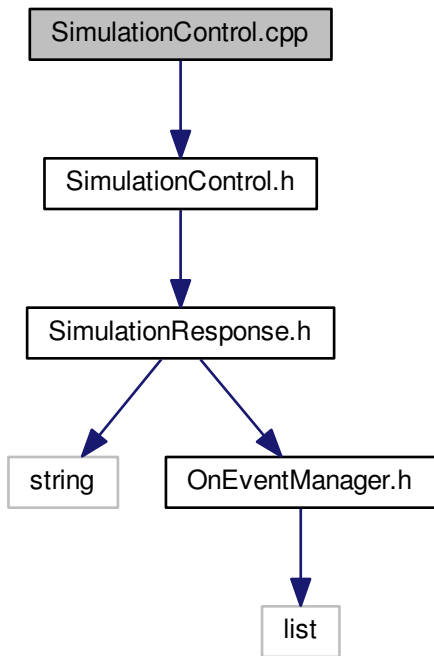 SimulationControl.cpp
SimulationControl.h
SimulationResponse.h
string
OnEventManager.h
list